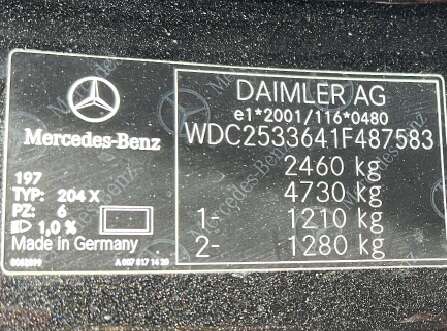 Mercedes-Benz
197
TYP: 204 X
PZ: 6
1,0 %
Made in Germany
DAIMLER AG
e1*2001/116*0480
WDC2533641F487583
2460 kg
4730 kg
1- 1210 kg
2- 1280 kg